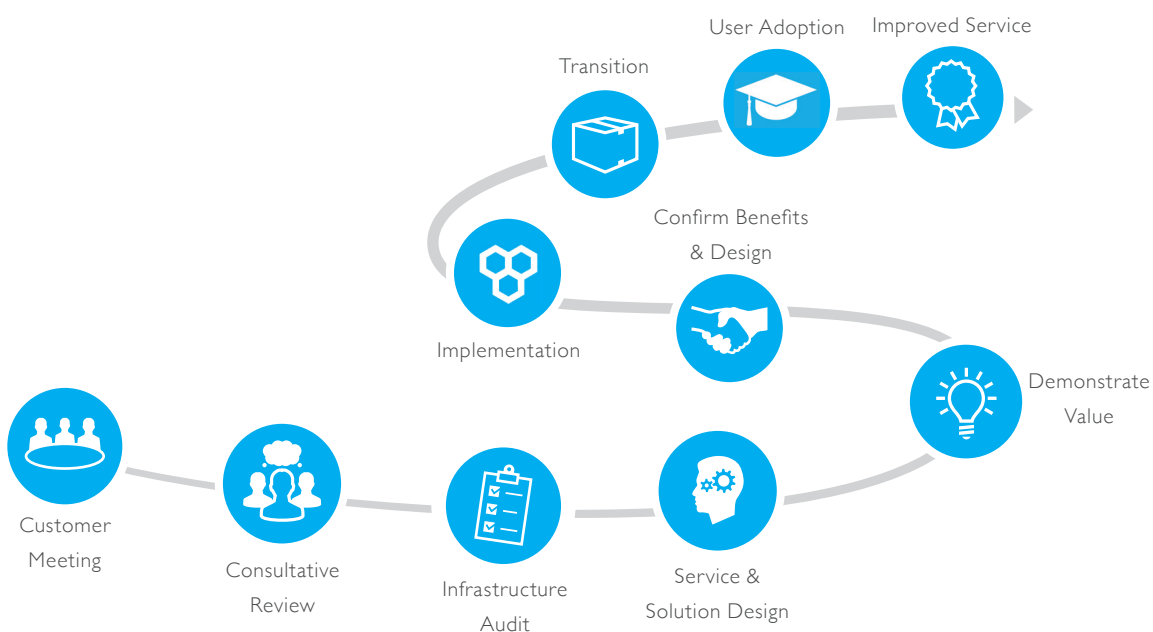 User Adoption
Improved Service
Transition
Confirm Benefits
& Design
Implementation
Demonstrate
Value
Customer
Meeting
Consultative
Review
Infrastructure
Audit
Service &
Solution Design